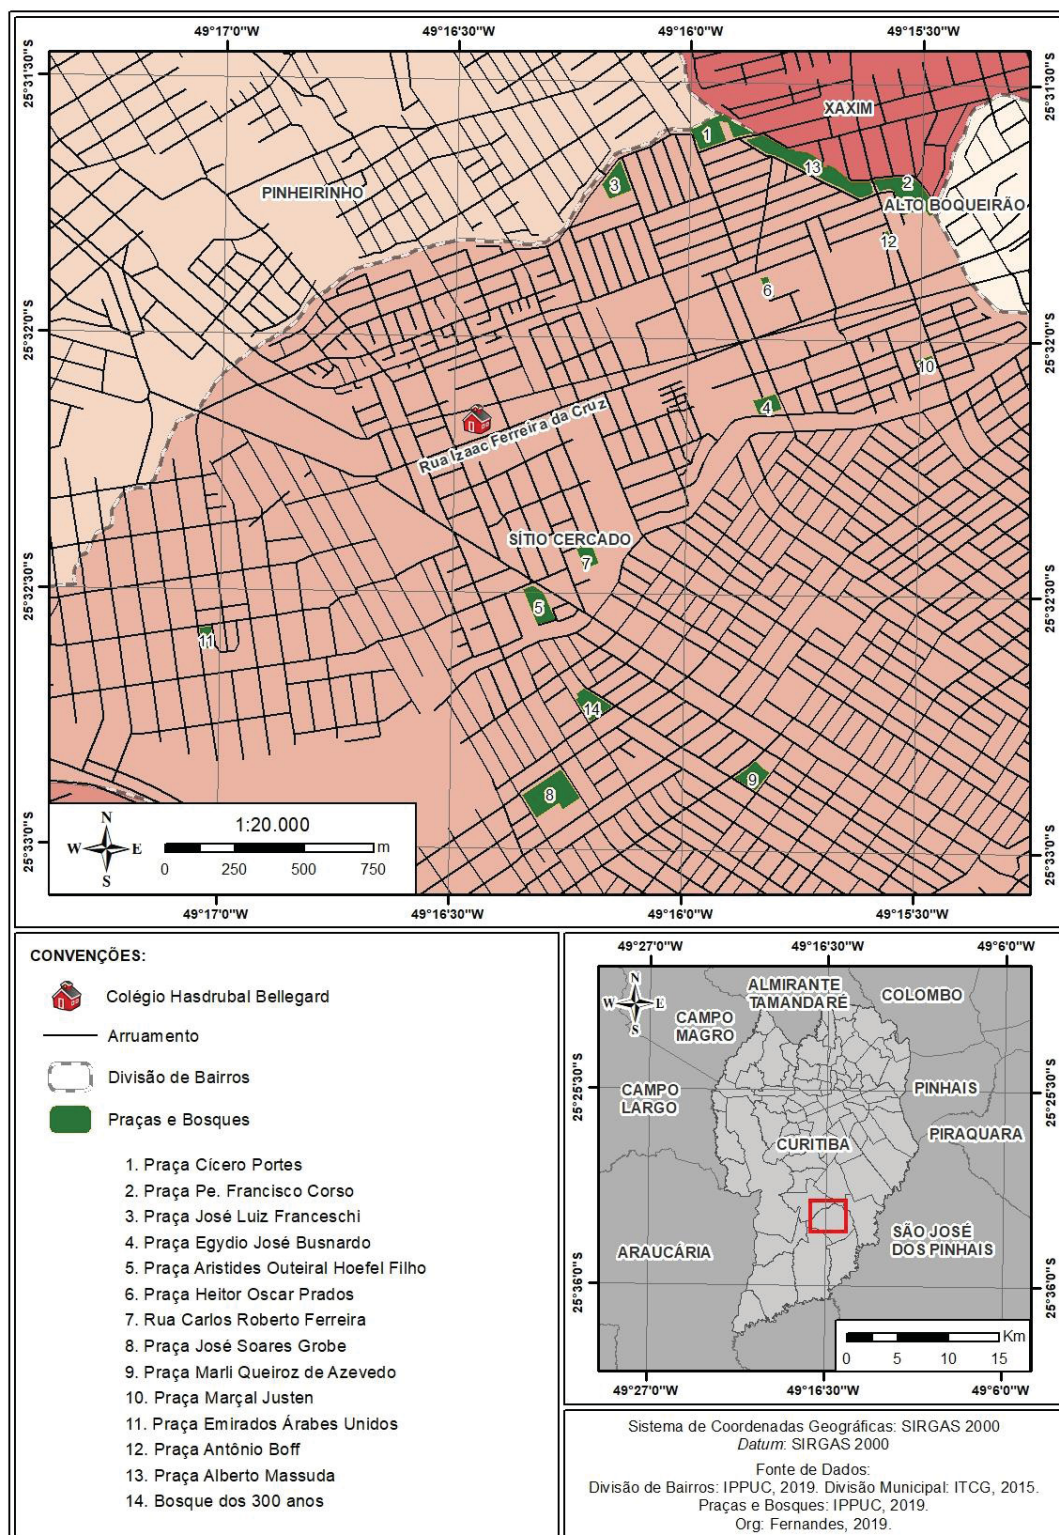 49°17'0"W 49°16'30"W 49°16'0"W 49°15'30"W
25°31'30"S
25°31'30"S
XAXIM
1
13
PINHEIRINHO
3
2
ALTO BOQUEIRÃO
12
6
25°32'0"S
25°32'0"S
10
4
Rua Izaac Ferreira da Cruz
SÍTIO CERCADO
7
25°32'30"S
25°32'30"S
5
11
14
9
8
N
W E
S
1:20.000
m
0 250 500 750
25°33'0"S
25°33'0"S
49°17'0"W 49°16'30"W 49°16'0"W 49°15'30"W
CONVENÇÕES:
Colégio Hasdrubal Bellegard
Arruamento
Divisão de Bairros
Praças e Bosques
1. Praça Cícero Portes
2. Praça Pe. Francisco Corso
3. Praça José Luiz Franceschi
4. Praça Egydio José Busnardo
5. Praça Aristides Outeiral Hoefel Filho
6. Praça Heitor Oscar Prados
7. Rua Carlos Roberto Ferreira
8. Praça José Soares Grobe
9. Praça Marli Queiroz de Azevedo
10. Praça Marçal Justen
11. Praça Emirados Árabes Unidos
12. Praça Antônio Boff
13. Praça Alberto Massuda
14. Bosque dos 300 anos
49°27'0"W 49°16'30"W 49°6'0"W
N
W E
S
ALMIRANTE
TAMANDARÉ
COLOMBO
CAMPO
MAGRO
25°25'30"S
25°25'30"S
CAMPO
LARGO
PINHAIS
PIRAQUARA
CURITIBA
SÃO JOSÉ
DOS PINHAIS
ARAUCÁRIA
25°36'0"S
25°36'0"S
Km
0 5 10 15
49°27'0"W 49°16'30"W 49°6'0"W
Sistema de Coordenadas Geográficas: SIRGAS 2000
Datum: SIRGAS 2000
Fonte de Dados:
Divisão de Bairros: IPPUC, 2019. Divisão Municipal: ITCG, 2015.
Praças e Bosques: IPPUC, 2019.
Org: Fernandes, 2019.